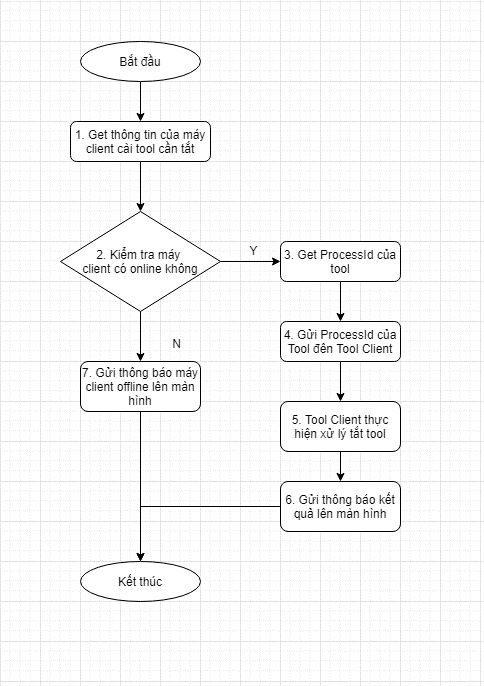 Bắt đầu
1. Get thông tin của máy
client cài tool cần tắt
2. Kiểm tra máy
client có online không
Y
3. Get ProcessId của
tool
4. Gửi ProcessId của
Tool đên Tool Client
5. Tool Client thực
hiện xử lý tắt tool
6. Gửi thông báo kết
quả lên màn hình
N
7. Gửi thông báo máy
client offline lên màn
hình
Kết thúc